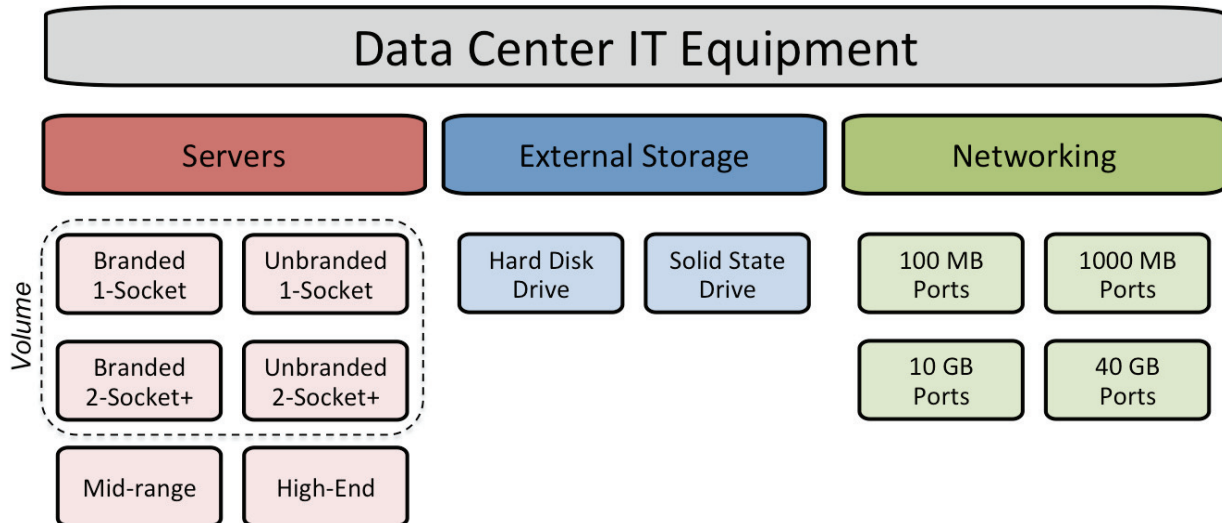 Data Center IT Equipment
Servers
External Storage
Networking
Volume
Branded
1-Socket
Unbranded
1-Socket
Branded
2-Socket+
Unbranded
2-Socket+
Mid-range
High-End
Hard Disk
Drive
Solid State
Drive
100 MB
Ports
1000 MB
Ports
10 GB
Ports
40 GB
Ports